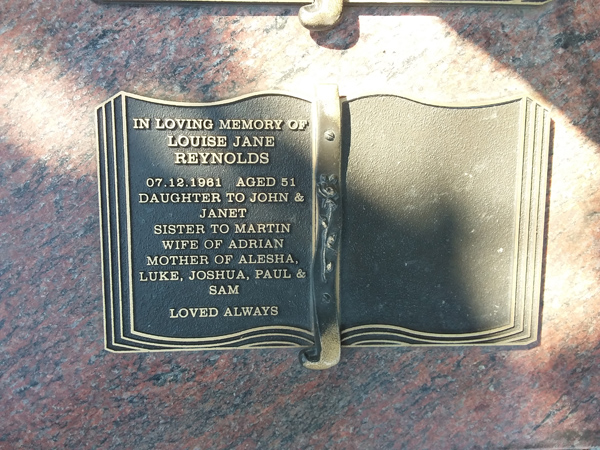 IN LOVING MEMORY OF
LOUISE JANE
REYNOLDS
07.12.1961 AGED 51
DAUGHTER TO JOHN &
JANET
SISTER TO MARTIN
WIFE OF ADRIAN
MOTHER OF ALESHA,
LUKE, JOSHUA, PAUL &
SAM
LOVED ALWAYS